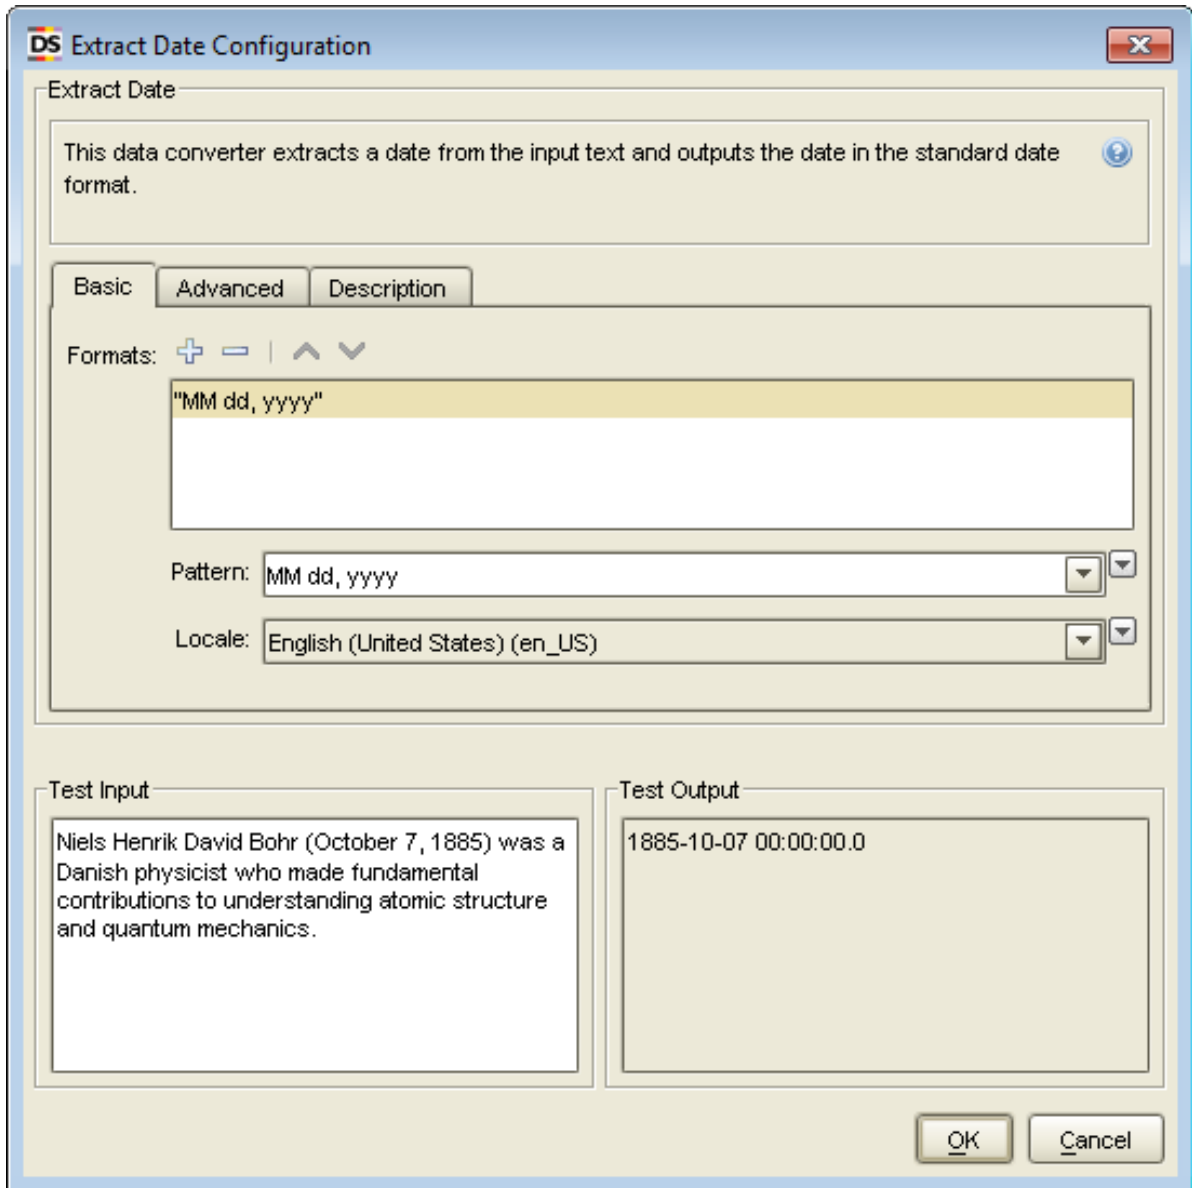 DS Extract Date Configuration
Extract Date
This data converter extracts a date from the input text and outputs the date in the standard date
format.
Basic Advanced Description
Formats:
"MM dd, yyyy"
Pattern: MM dd, yyyy
Locale: English (United States) (en_US)
Test Input
Niels Henrik David Bohr (October 7, 1885) was a
Danish physicist who made fundamental
contributions to understanding atomic structure
and quantum mechanics.
Test Output
1885-10-07 00:00:00.0
OK Cancel